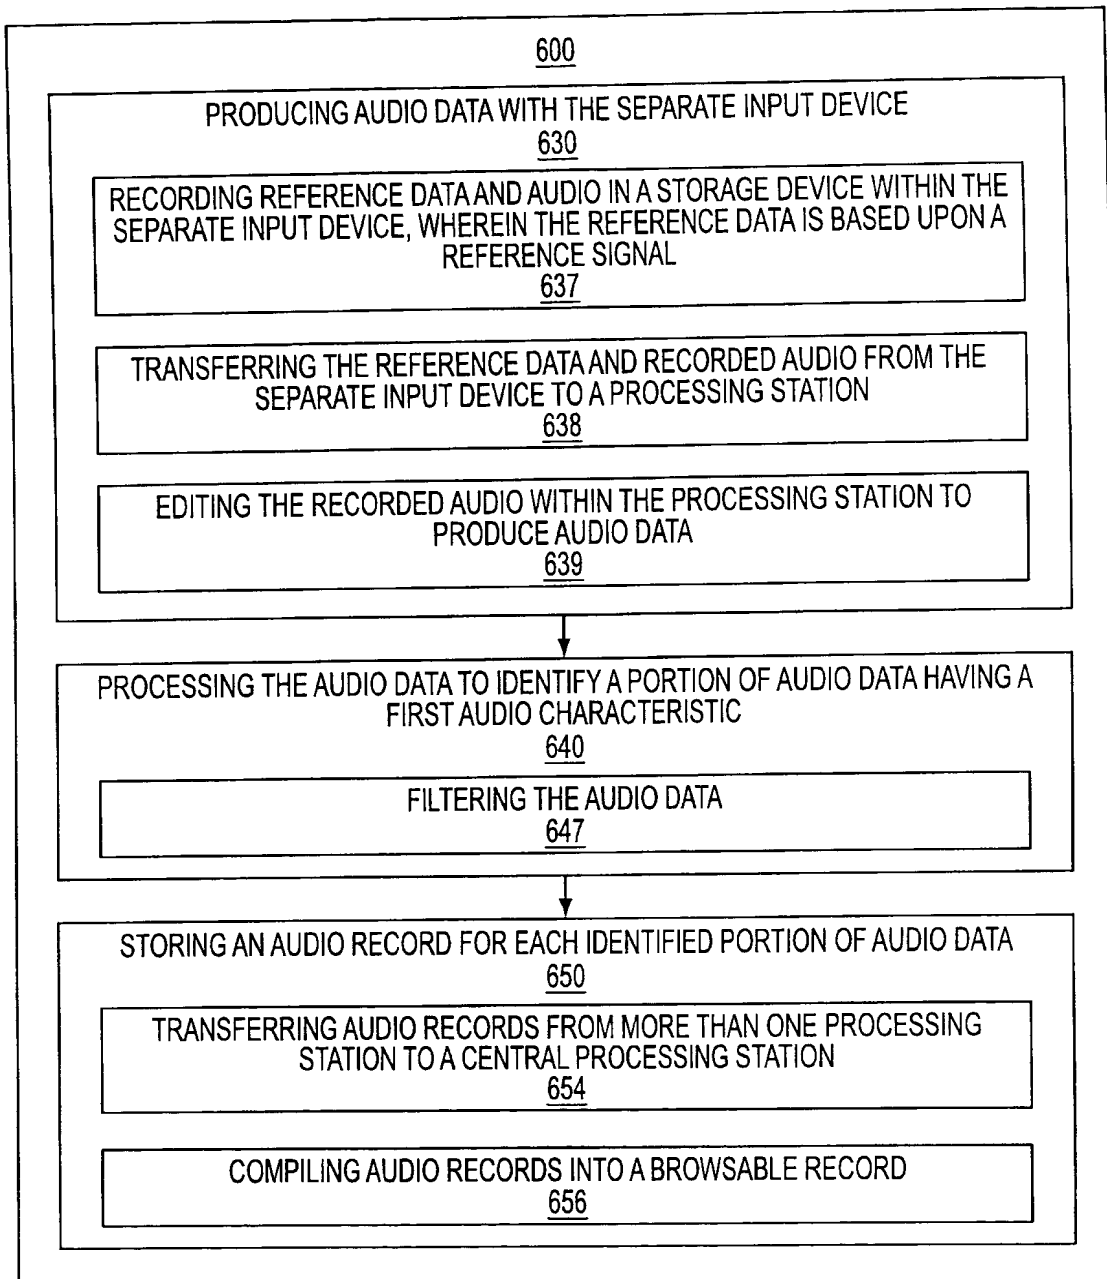 600
PRODUCING AUDIO DATA WITH THE SEPARATE INPUT DEVICE
630
RECORDING REFERENCE DATA AND AUDIO IN A STORAGE DEVICE WITHIN THE
SEPARATE INPUT DEVICE, WHEREIN THE REFERENCE DATA IS BASED UPON A
REFERENCE SIGNAL
637
TRANSFERRING THE REFERENCE DATA AND RECORDED AUDIO FROM THE
SEPARATE INPUT DEVICE TO A PROCESSING STATION
638
EDITING THE RECORDED AUDIO WITHIN THE PROCESSING STATION TO
PRODUCE AUDIO DATA
639
PROCESSING THE AUDIO DATA TO IDENTIFY A PORTION OF AUDIO DATA HAVING A
FIRST AUDIO CHARACTERISTIC
640
FILTERING THE AUDIO DATA
647
STORING AN AUDIO RECORD FOR EACH IDENTIFIED PORTION OF AUDIO DATA
650
TRANSFERRING AUDIO RECORDS FROM MORE THAN ONE PROCESSING
STATION TO A CENTRAL PROCESSING STATION
654
COMPILING AUDIO RECORDS INTO A BROWSABLE RECORD
656